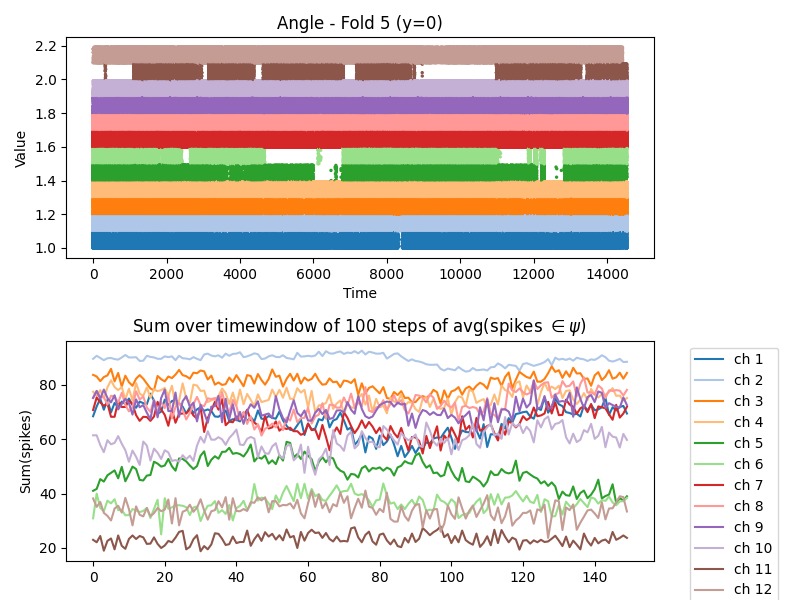 Angle - Fold 5 (y=0)
Value
2.2
2.0
1.8
1.6
1.4
1.2
1.0
0 2000 4000 6000 8000 10000 12000 14000
Time
Sum over timewindow of 100 steps of avg(spikes ∈ ψ)
Sum(spikes)
80
60
40
20
0 20 40 60 80 100 120 140
ch 1
ch 2
ch 3
ch 4
ch 5
ch 6
ch 7
ch 8
ch 9
ch 10
ch 11
ch 12